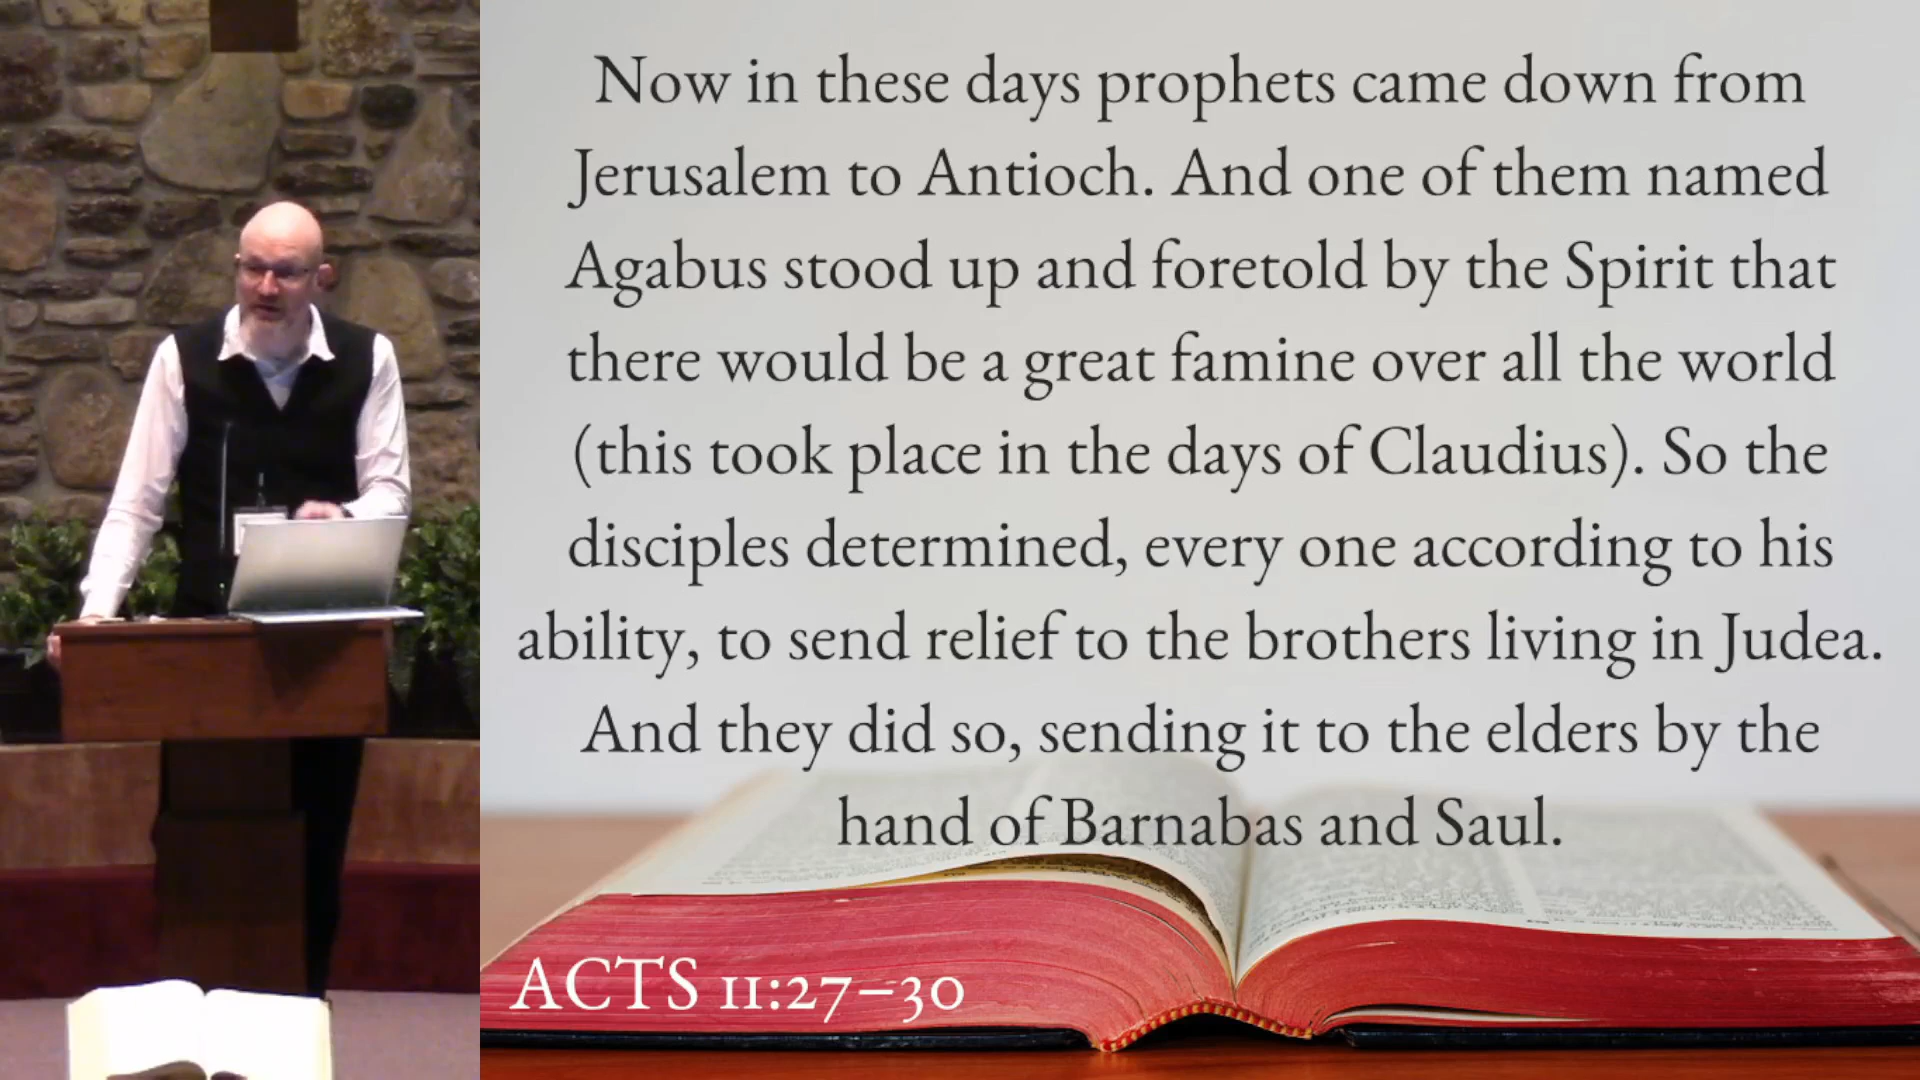 Now in these days prophets came down from
Jerusalem to Antioch. And one of them named
Agabus stood up and foretold by the Spirit that
there would be a great famine over all the world
(this took place in the days of Claudius). So the
disciples determined, every one according to his
ability, to send relief to the brothers living in Judea.
And they did so, sending it to the elders by the
hand of Barnabas and Saul.
ACTS 11:27–30